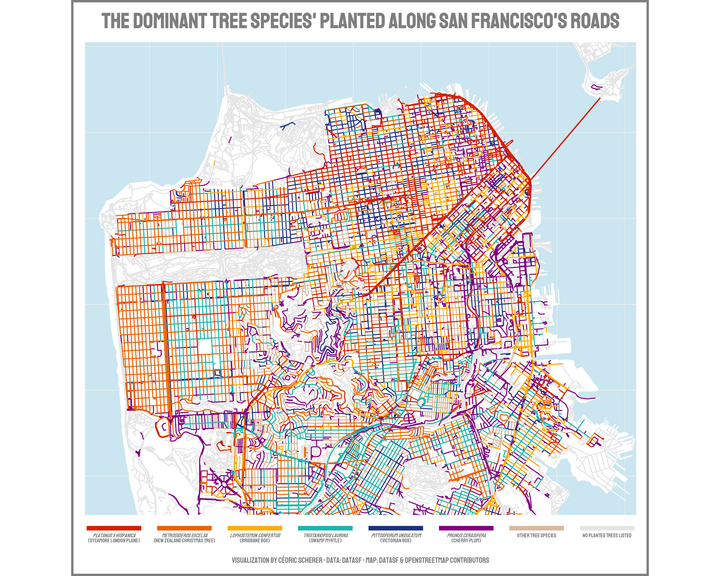 THE DOMINANT TREE SPECIES' PLANTED ALONG SAN FRANCISCO'S ROADS
PLATANUS X HISPANICA
(SYCAMORE LONDON PLANE)
METROSIDEROS EXCELSA
(NEW ZEALAND CHRISTMAS TREE)
LOPHOSTEMON CONFERTUS
(BRISBANE BOX)
TRISTANIOPSIS LAURINA
(SWAMP MYRTLE)
PITTOSPORUM UNDULATUM
(VICTORIAN BOX)
PRUNUS CERASIFERA
(CHERRY PLUM)
OTHER TREE SPECIES
NO PLANTED TREES LISTED
VISUALIZATION BY CÉDRIC SCHERER · DATA: DATASF · MAP: DATASF & OPENSTREETMAP CONTRIBUTORS